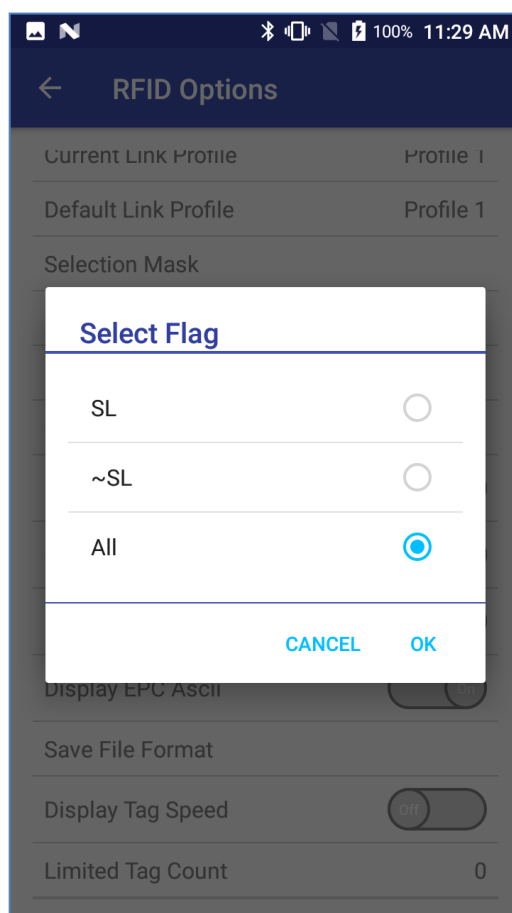 100% 11:29 AM
RFID Options
Current Link Profile Profile 1
Default Link Profile Profile 1
Selection Mask
Select Flag
SL
~SL
All
CANCEL OK
Display EPC Ascii On
Save File Format
Display Tag Speed Off
Limited Tag Count 0